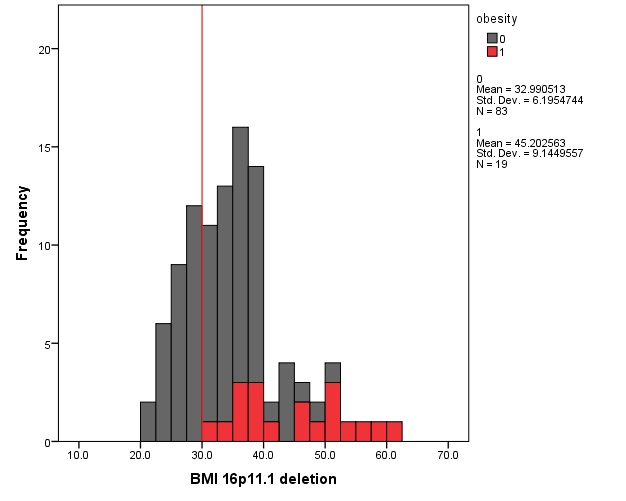 obesity
0
1
0
Mean = 32.990513
Std. Dev. = 6.1954744
N = 83
1
Mean = 45.202563
Std. Dev. = 9.1449557
N = 19
20
15
10
5
0
Frequency
10.0 20.0 30.0 40.0 50.0 60.0 70.0
BMI 16p11.1 deletion